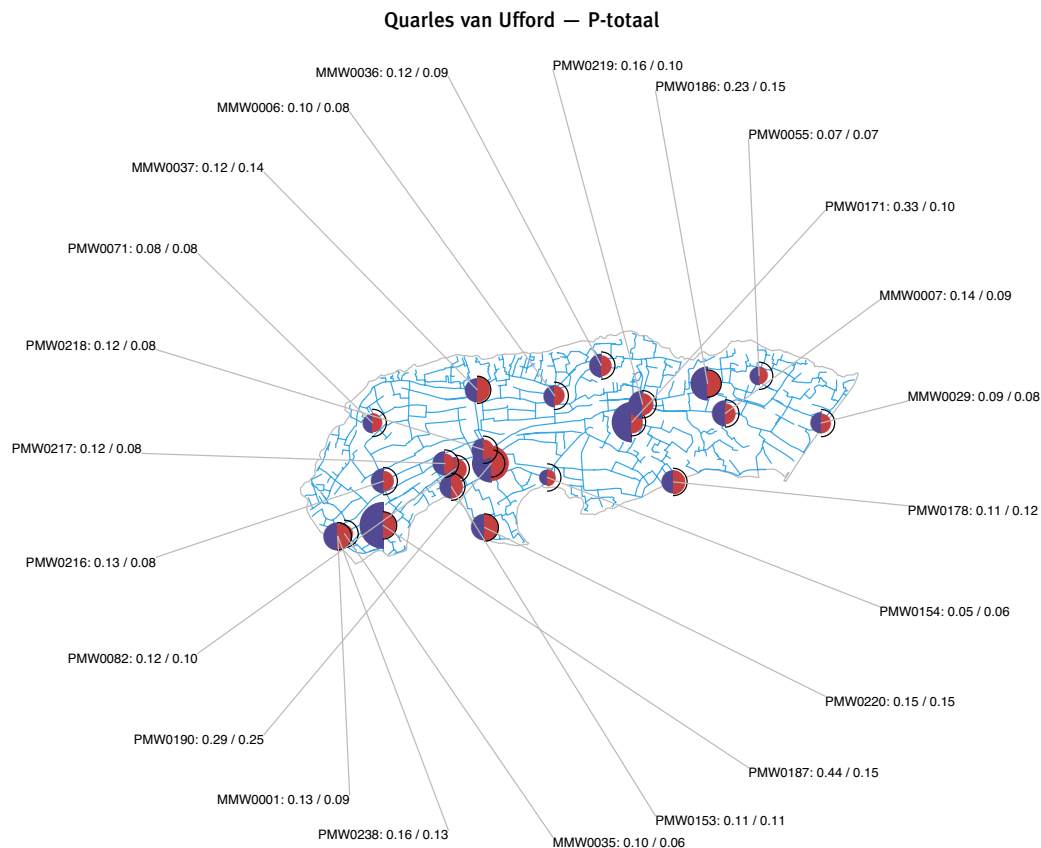 Quarles van Ufford — P-totaal
PMW0219: 0.16 / 0.10
MMW0036: 0.12 / 0.09
PMW0186: 0.23 / 0.15
MMW0006: 0.10 / 0.08
PMW0055: 0.07 / 0.07
MMW0037: 0.12 / 0.14
PMW0171: 0.33 / 0.10
PMW0071: 0.08 / 0.08
MMW0007: 0.14 / 0.09
PMW0218: 0.12 / 0.08
MMW0029: 0.09 / 0.08
PMW0217: 0.12 / 0.08
PMW0178: 0.11 / 0.12
PMW0216: 0.13 / 0.08
PMW0154: 0.05 / 0.06
PMW0082: 0.12 / 0.10
PMW0220: 0.15 / 0.15
PMW0190: 0.29 / 0.25
PMW0187: 0.44 / 0.15
MMW0001: 0.13 / 0.09
PMW0153: 0.11 / 0.11
PMW0238: 0.16 / 0.13
MMW0035: 0.10 / 0.06